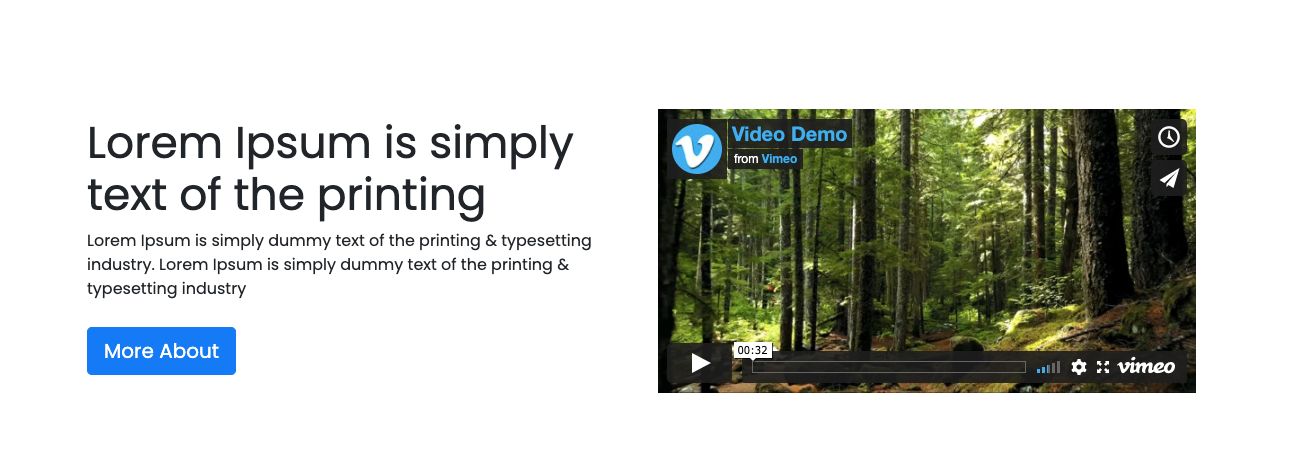 Lorem Ipsum is simply
text of the printing
Lorem Ipsum is simply dummy text of the printing & typesetting
industry. Lorem Ipsum is simply dummy text of the printing &
typesetting industry
More About
Video Demo
from Vimeo
00:32
vimeo